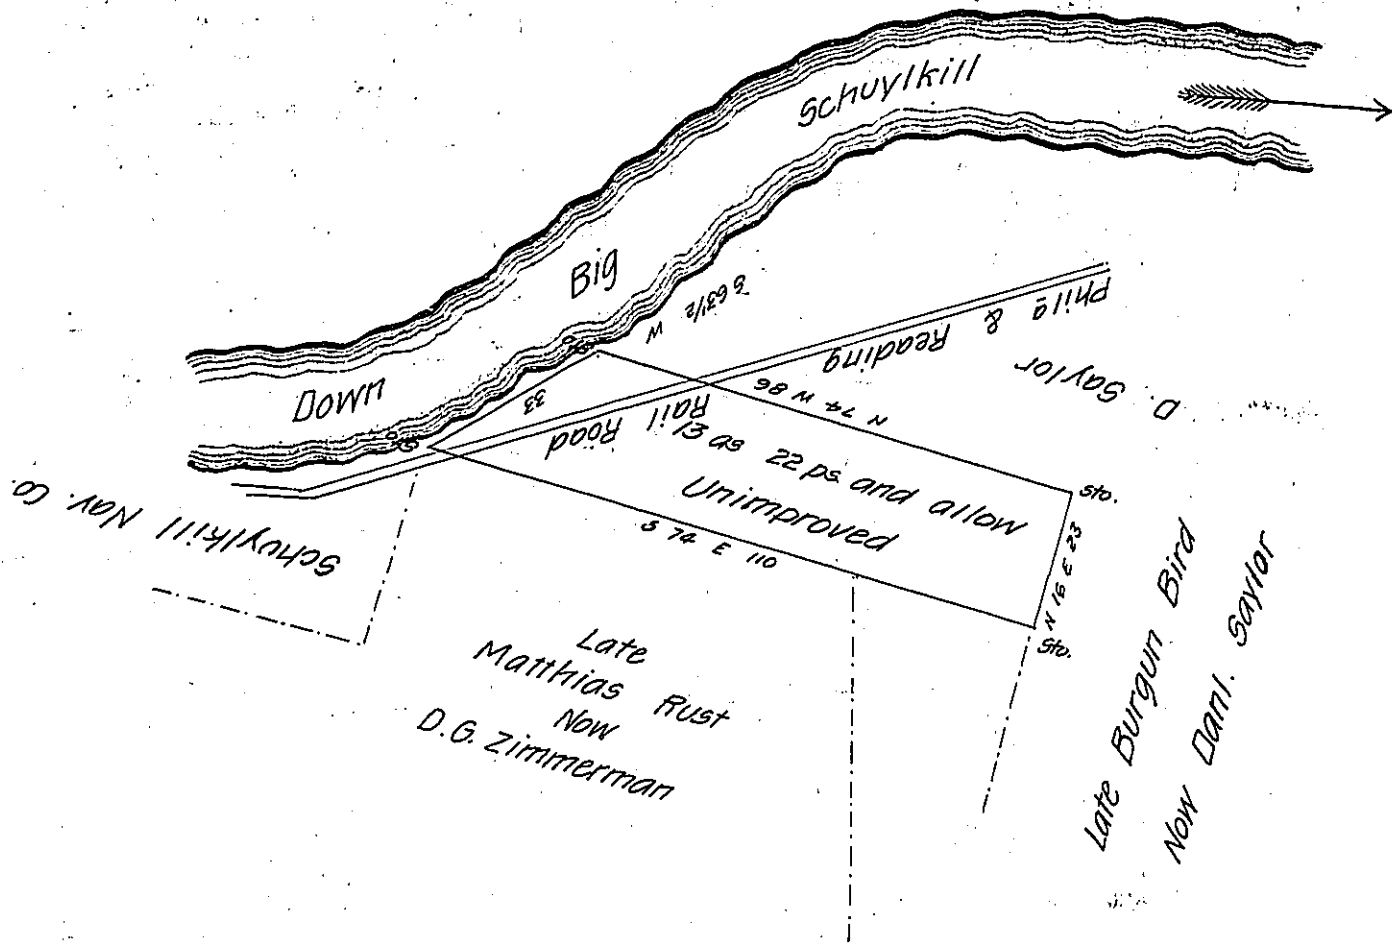 Schuylkill
Big
Down
S 63½ W
33
Phila & Reading Rail Road
D. Saylor
N 74 W 86
13 as 22 ps. and allow
Unimproved
Sto.
S 74 E 110
N 16 E 23
Sto.
Schuylkill Nav. Co.
Late
Matthias Rust
Now
D.G. Zimmerman
Late Burgun Bird
Now Danl. Saylor